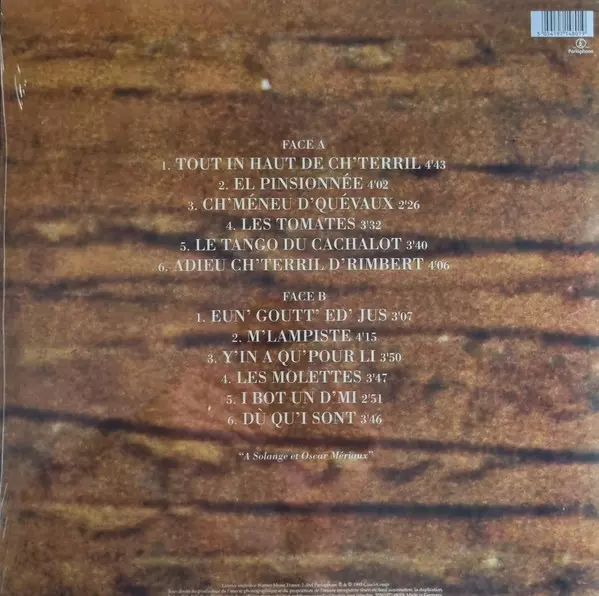 Parlophone
FACE A
1. TOUT IN HAUT DE CH'TERRIL 4'43
2. EL PINSIONNÉE 4'02
3. CH'MÉNEU D'QUÉVAUX 2'26
4. LES TOMATES 3'32
5. LE TANGO DU CACHALOT 3'40
6. ADIEU CH'TERRIL D'RIMBERT 4'06
FACE B
1. EUN' GOUTT' ED' JUS 3'07
2. M'LAMPISTE 4'15
3. Y'IN A QU'POUR LI 3'50
4. LES MOLETTES 3'47
5. I BOT UN D'MI 2'51
6. DÙ QU'I SONT 3'46
"A Solange et Oscar Mériaux"